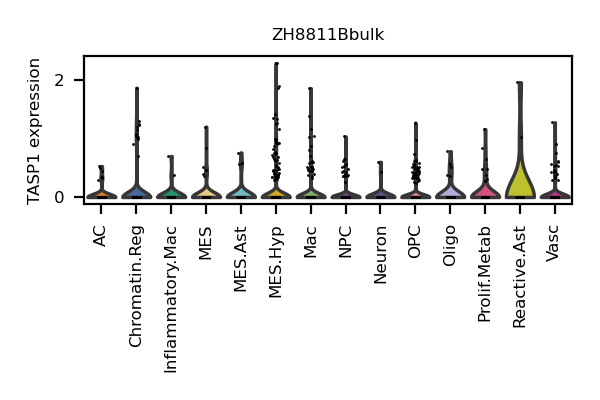 ZH8811Bbulk
TASP1 expression
2
0
AC
Chromatin.Reg
Inflammatory.Mac
MES
MES.Ast
MES.Hyp
Mac
NPC
Neuron
OPC
Oligo
Prolif.Metab
Reactive.Ast
Vasc